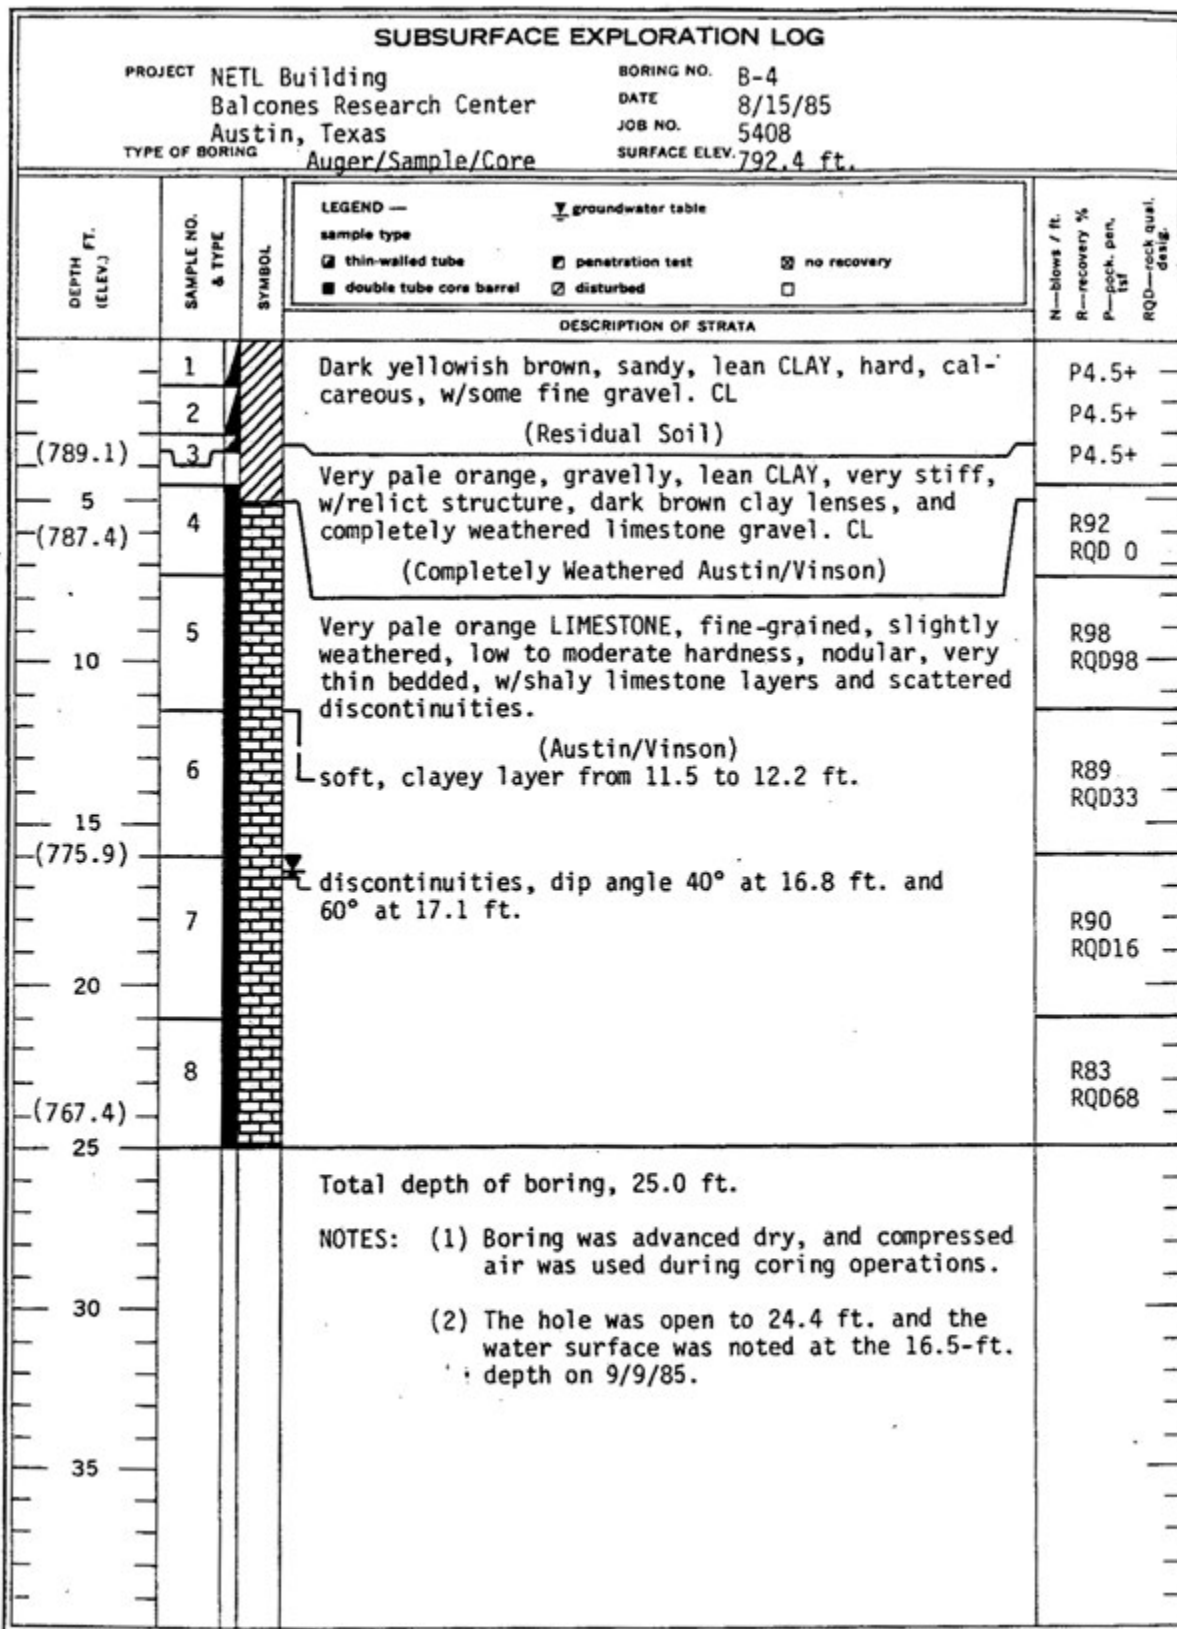 SUBSURFACE EXPLORATION LOG
PROJECT NETL Building
Balcones Research Center
Austin, Texas
TYPE OF BORING Auger/Sample/Core
BORING NO. B-4
DATE 8/15/85
JOB NO. 5408
SURFACE ELEV. 792.4 ft.
DEPTH FT. (ELEV.)
SAMPLE NO. & TYPE
SYMBOL
LEGEND — groundwater table
sample type
thin-walled tube penetration test no recovery
double tube core barrel disturbed
DESCRIPTION OF STRATA
N—blows / ft.
R—recovery %
P—pock. pen, tsf
RQD—rock qual. desig.
1 Dark yellowish brown, sandy, lean CLAY, hard, cal- P4.5+
careous, w/some fine gravel. CL
2 P4.5+
(Residual Soil)
(789.1) 3 P4.5+
Very pale orange, gravelly, lean CLAY, very stiff,
5 w/relict structure, dark brown clay lenses, and
4 R92
(787.4) completely weathered limestone gravel. CL
RQD 0
(Completely Weathered Austin/Vinson)
5 Very pale orange LIMESTONE, fine-grained, slightly R98
10 weathered, low to moderate hardness, nodular, very RQD98
thin bedded, w/shaly limestone layers and scattered
discontinuities.
(Austin/Vinson)
6 soft, clayey layer from 11.5 to 12.2 ft. R89
RQD33
15
(775.9)
discontinuities, dip angle 40° at 16.8 ft. and
7 60° at 17.1 ft. R90
RQD16
20
8 R83
RQD68
(767.4)
25
Total depth of boring, 25.0 ft.
NOTES: (1) Boring was advanced dry, and compressed
air was used during coring operations.
30
(2) The hole was open to 24.4 ft. and the
water surface was noted at the 16.5-ft.
depth on 9/9/85.
35